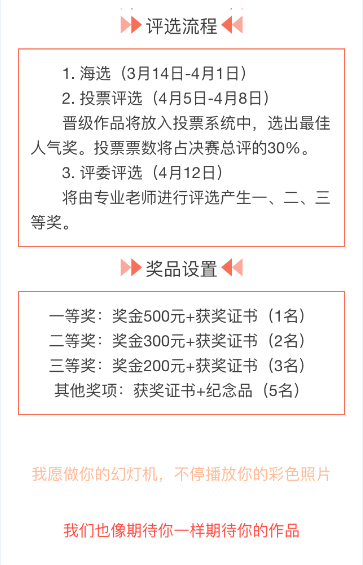 评选流程
1. 海选（3月14日-4月1日）
2. 投票评选（4月5日-4月8日）
晋级作品将放入投票系统中，选出最佳
人气奖。投票票数将占决赛总评的30%。
3. 评委评选（4月12日）
将由专业老师进行评选产生一、二、三
等奖。
奖品设置
一等奖：奖金500元+获奖证书（1名）
二等奖：奖金300元+获奖证书（2名）
三等奖：奖金200元+获奖证书（3名）
其他奖项：获奖证书+纪念品（5名）
我愿做你的幻灯机，不停播放你的彩色照片
我们也像期待你一样期待你的作品